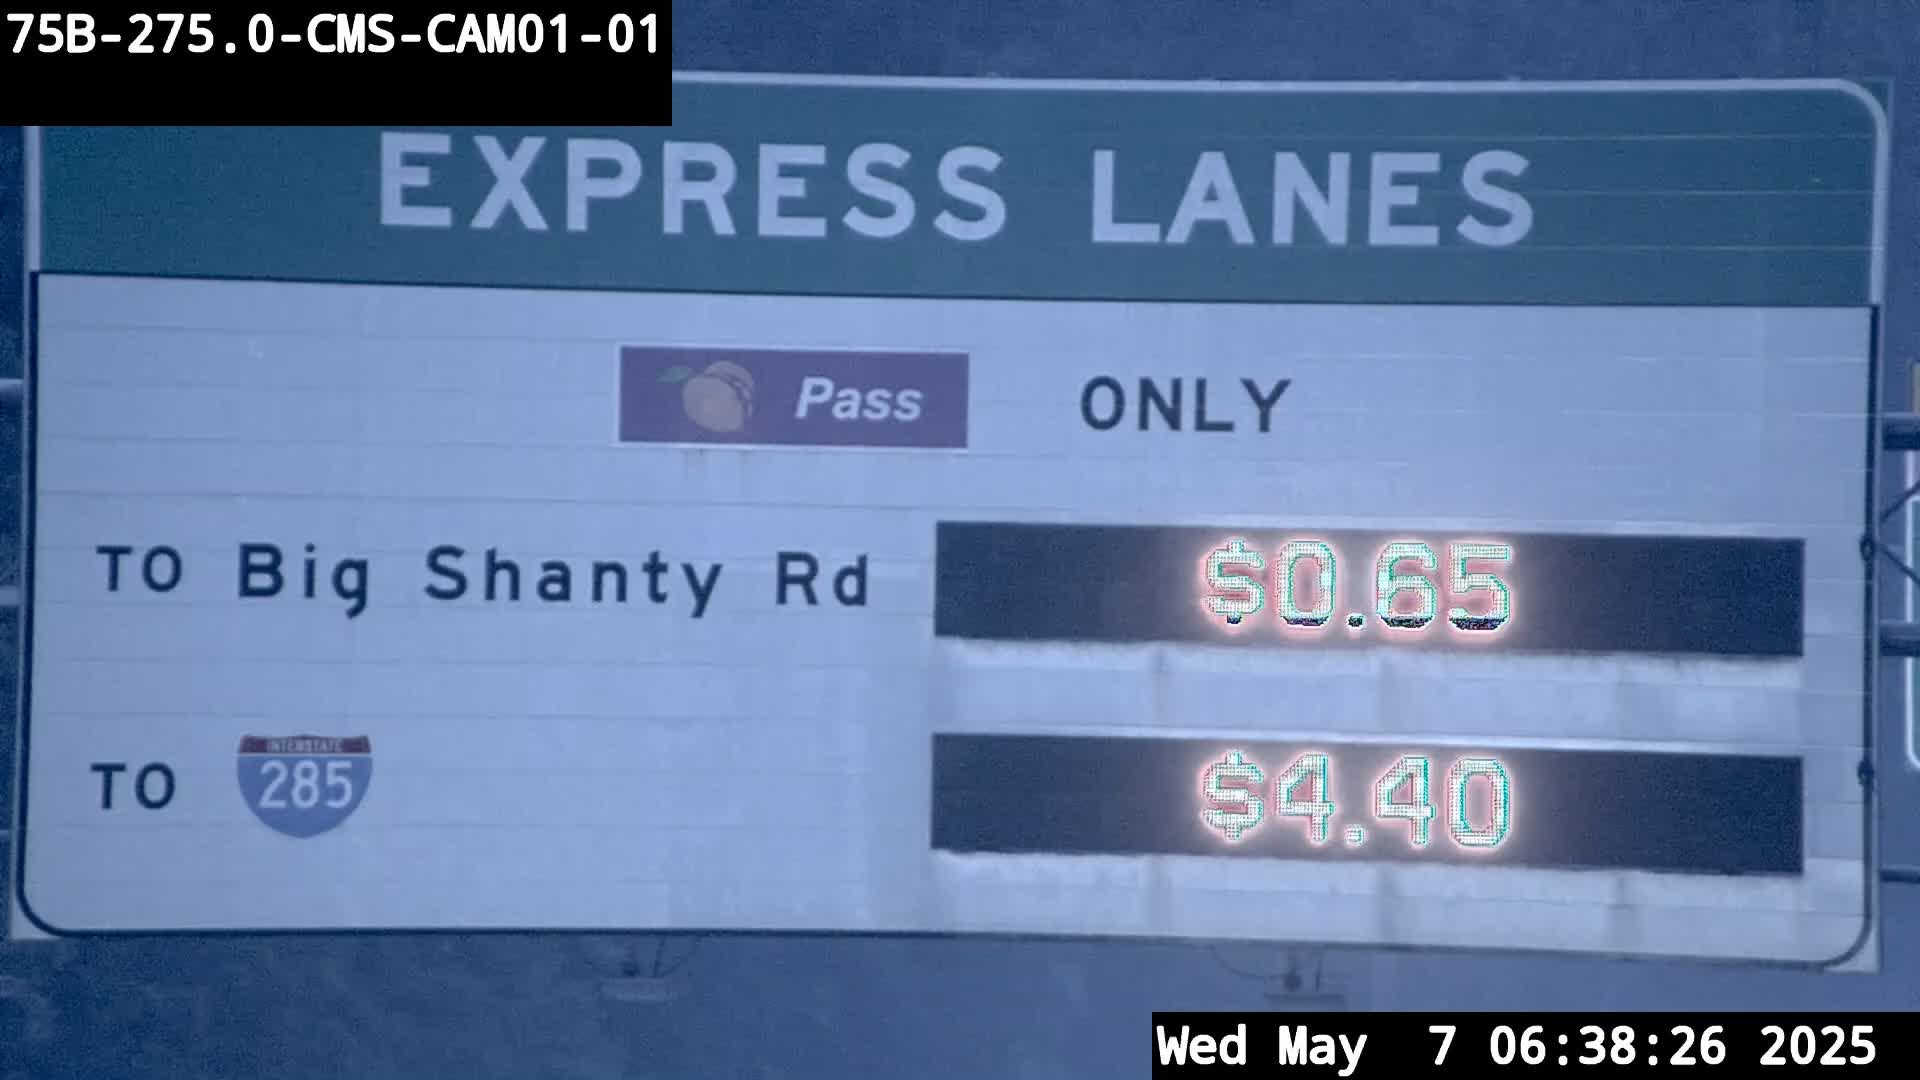 75B-275.0-CMS-CAM01-01
EXPRESS LANES
Pass ONLY
TO Big Shanty Rd $0.65
INTERSTATE
TO 285 $4.40
Wed May 7 06:38:26 2025